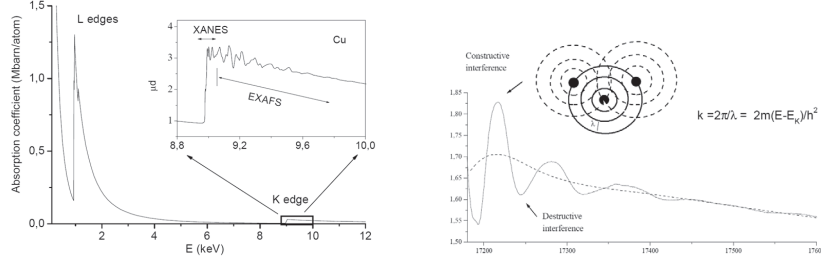 Absorption coefficient (Mbarn/atom)
1,5
1,0
0,5
0,0
2
4
6
8
10
12
E (keV)
L edges
K edge
XANES
Cu
EXAFS
μd
4
3
2
1
8,8
9,2
9,6
10,0
Constructive
interference
Destructive
interference
λ
k =2π/λ = 2m(E-E_K)/h²
1,85
1,80
1,75
1,70
1,65
1,60
1,55
1,50
17200
17300
17400
17500
1760